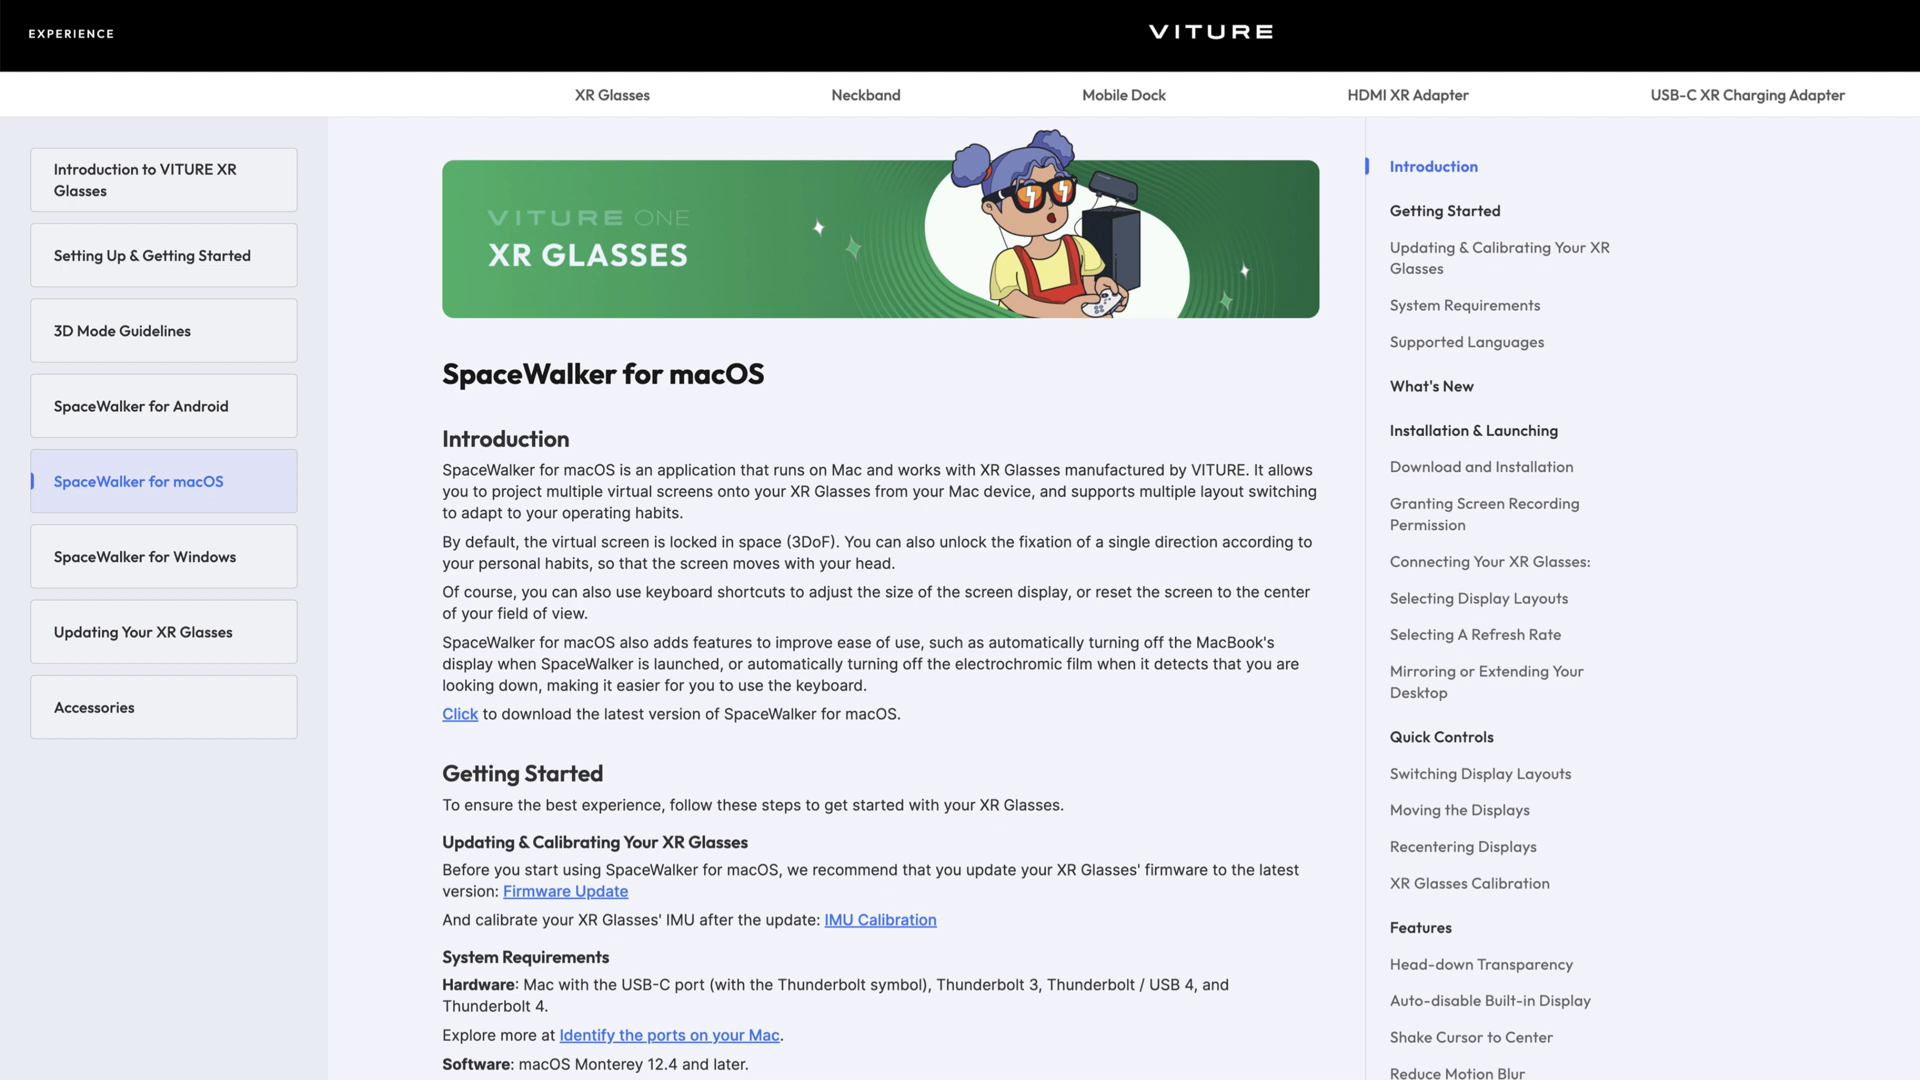 EXPERIENCE
VITURE
XR Glasses
Neckband
Mobile Dock
HDMI XR Adapter
USB-C XR Charging Adapter
Introduction to VITURE XR
Glasses
Setting Up & Getting Started
3D Mode Guidelines
SpaceWalker for Android
SpaceWalker for macOS
SpaceWalker for Windows
Updating Your XR Glasses
Accessories
VITURE ONE
XR GLASSES
SpaceWalker for macOS
Introduction
SpaceWalker for macOS is an application that runs on Mac and works with XR Glasses manufactured by VITURE. It allows
you to project multiple virtual screens onto your XR Glasses from your Mac device, and supports multiple layout switching
to adapt to your operating habits.
By default, the virtual screen is locked in space (3DoF). You can also unlock the fixation of a single direction according to
your personal habits, so that the screen moves with your head.
Of course, you can also use keyboard shortcuts to adjust the size of the screen display, or reset the screen to the center
of your field of view.
SpaceWalker for macOS also adds features to improve ease of use, such as automatically turning off the MacBook's
display when SpaceWalker is launched, or automatically turning off the electrochromic film when it detects that you are
looking down, making it easier for you to use the keyboard.
Click to download the latest version of SpaceWalker for macOS.
Getting Started
To ensure the best experience, follow these steps to get started with your XR Glasses.
Updating & Calibrating Your XR Glasses
Before you start using SpaceWalker for macOS, we recommend that you update your XR Glasses' firmware to the latest
version: Firmware Update
And calibrate your XR Glasses' IMU after the update: IMU Calibration
System Requirements
Hardware: Mac with the USB-C port (with the Thunderbolt symbol), Thunderbolt 3, Thunderbolt / USB 4, and
Thunderbolt 4.
Explore more at Identify the ports on your Mac.
Software: macOS Monterey 12.4 and later.
Introduction
Getting Started
Updating & Calibrating Your XR
Glasses
System Requirements
Supported Languages
What's New
Installation & Launching
Download and Installation
Granting Screen Recording
Permission
Connecting Your XR Glasses:
Selecting Display Layouts
Selecting A Refresh Rate
Mirroring or Extending Your
Desktop
Quick Controls
Switching Display Layouts
Moving the Displays
Recentering Displays
XR Glasses Calibration
Features
Head-down Transparency
Auto-disable Built-in Display
Shake Cursor to Center
Reduce Motion Blur